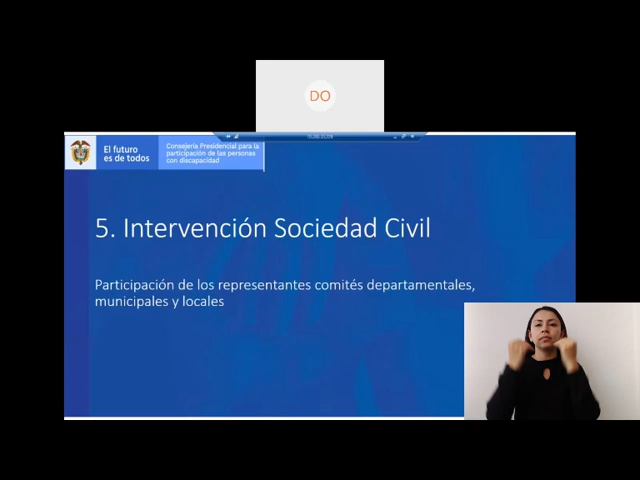 DO
El futuro
es de todos
Consejería Presidencial para la
participación de las personas
con discapacidad
5. Intervención Sociedad Civil
Participación de los representantes comités departamentales,
municipales y locales